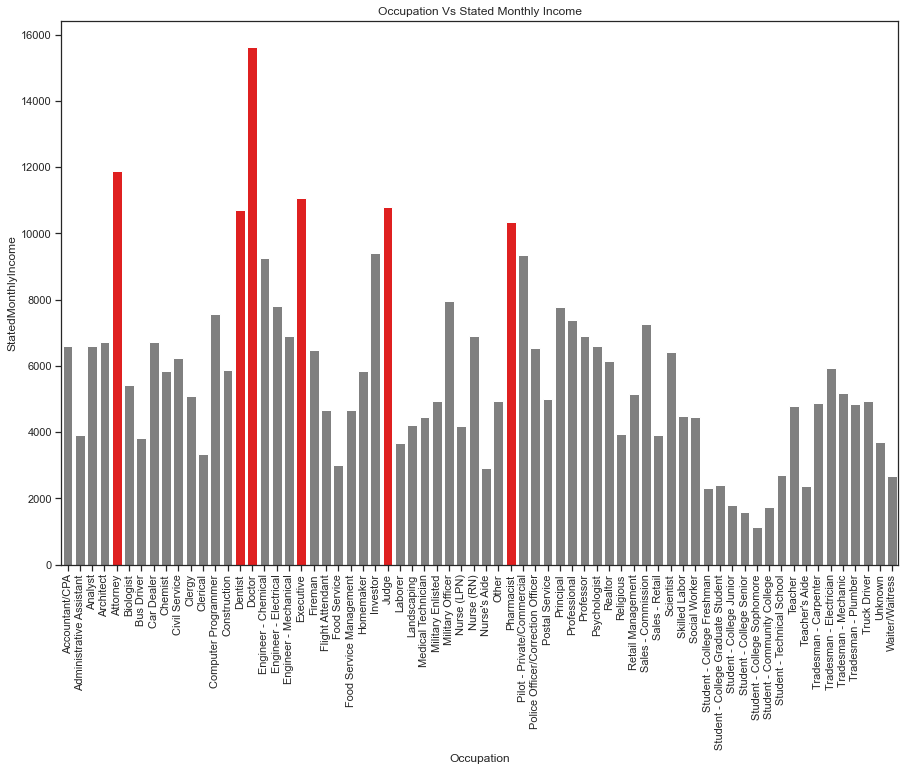 Occupation Vs Stated Monthly Income
StatedMonthlyIncome
16000
14000
12000
10000
8000
6000
4000
2000
0
Accountant/CPA
Administrative Assistant
Analyst
Architect
Attorney
Biologist
Bus Driver
Car Dealer
Chemist
Civil Service
Clergy
Clerical
Computer Programmer
Construction
Dentist
Doctor
Engineer - Chemical
Engineer - Electrical
Engineer - Mechanical
Executive
Fireman
Flight Attendant
Food Service
Food Service Management
Homemaker
Investor
Judge
Laborer
Landscaping
Medical Technician
Military Enlisted
Military Officer
Nurse (LPN)
Nurse (RN)
Nurse's Aide
Other
Pharmacist
Pilot - Private/Commercial
Police Officer/Correction Officer
Postal Service
Principal
Professional
Professor
Psychologist
Realtor
Religious
Retail Management
Sales - Commission
Sales - Retail
Scientist
Skilled Labor
Social Worker
Student - College Freshman
Student - College Graduate Student
Student - College Junior
Student - College Senior
Student - College Sophomore
Student - Community College
Student - Technical School
Teacher
Teacher's Aide
Tradesman - Carpenter
Tradesman - Electrician
Tradesman - Mechanic
Tradesman - Plumber
Truck Driver
Unknown
Waiter/Waitress
Occupation